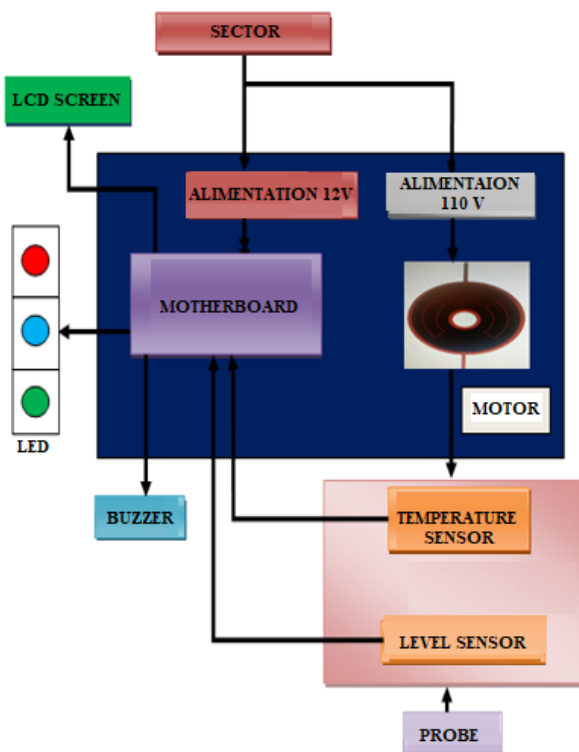 SECTOR
LCD SCREEN
ALIMENTATION 12V
ALIMENTAION
110 V
MOTHERBOARD
MOTOR
LED
BUZZER
TEMPERATURE
SENSOR
LEVEL SENSOR
PROBE